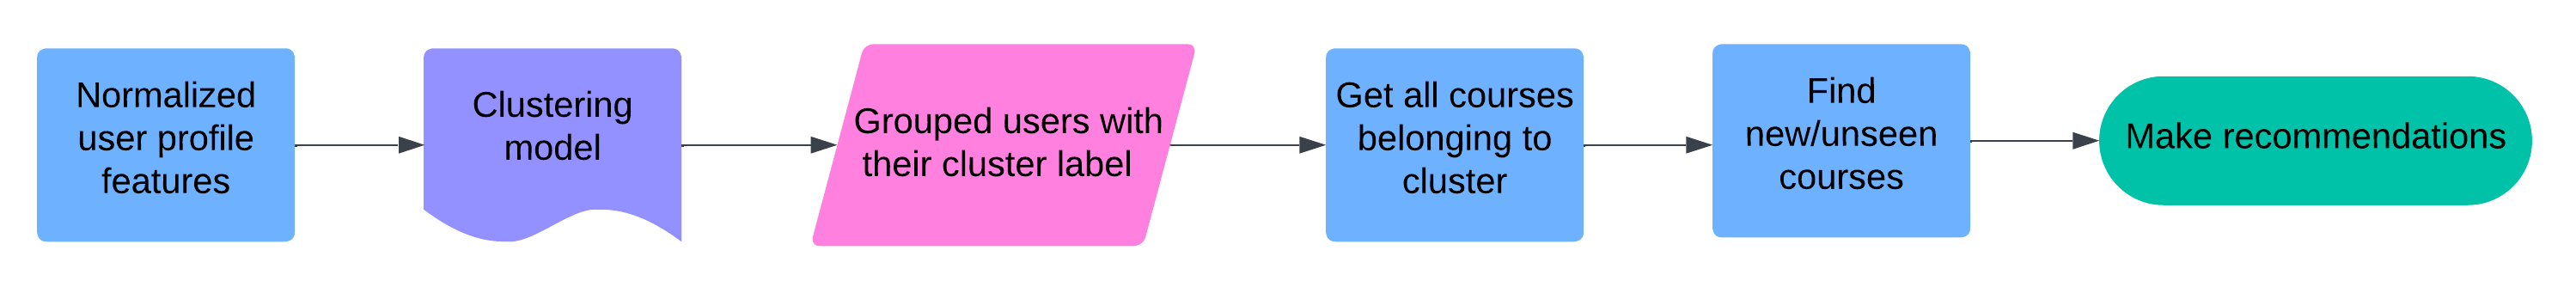 Normalized
user profile
features
Clustering
model
Grouped users with
their cluster label
Get all courses
belonging to
cluster
Find
new/unseen
courses
Make recommendations